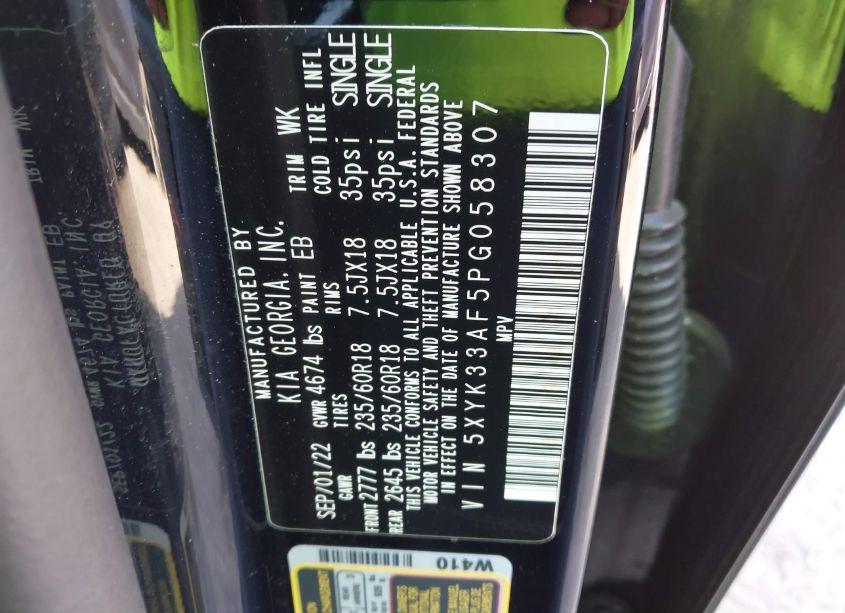 MANUFACTURED BY
KIA GEORGIA, INC.
SEP/01/22 GVWR 4674 lbs PAINT EB TRIM WK
GAWR TIRES RIMS COLD TIRE INFL
FRONT 2777 lbs 235/60R18 7.5JX18 35psi SINGLE
REAR 2645 lbs 235/60R18 7.5JX18 35psi SINGLE
THIS VEHICLE CONFORMS TO ALL APPLICABLE U.S.A. FEDERAL
MOTOR VEHICLE SAFETY AND THEFT PREVENTION STANDARDS
IN EFFECT ON THE DATE OF MANUFACTURE SHOWN ABOVE
VIN 5XYK33AF5PG058307
MPV
W410